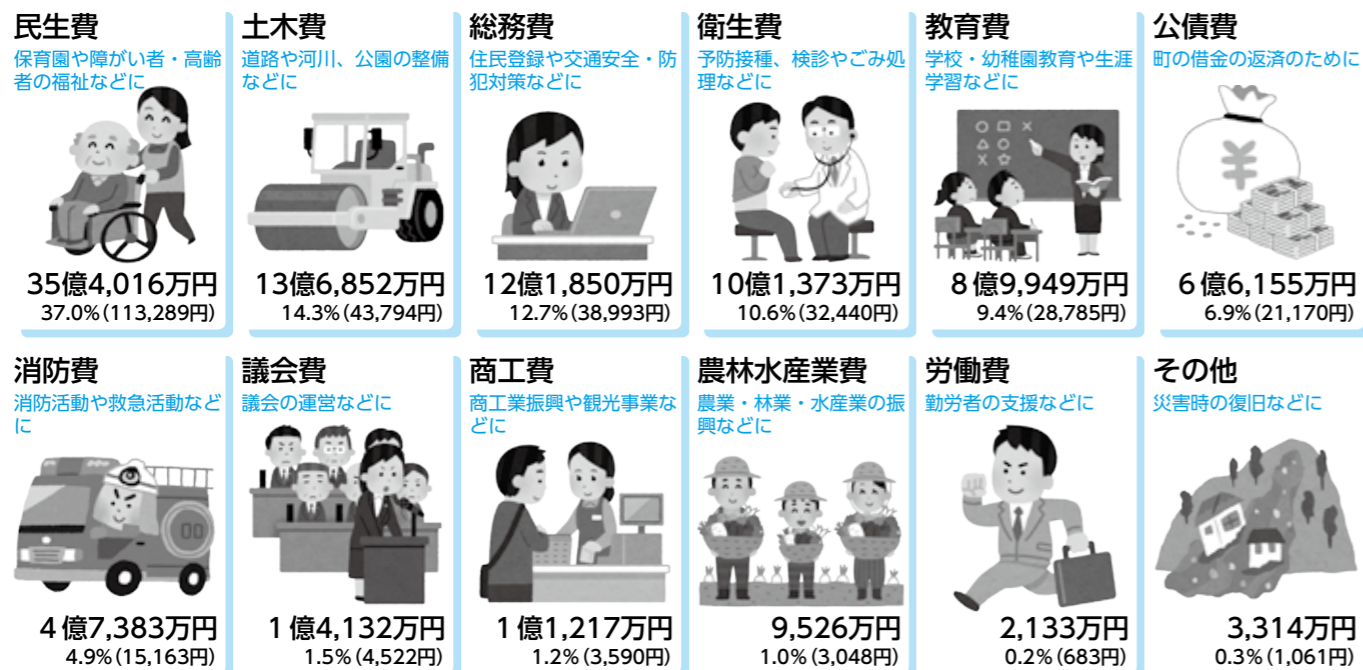 民生費
保育園や障がい者・高齢
者の福祉などに
35億4,016万円
37.0%(113,289円)
土木費
道路や河川、公園の整備
などに
13億6,852万円
14.3%(43,794円)
総務費
住民登録や交通安全・防
犯対策などに
12億1,850万円
12.7%(38,993円)
衛生費
予防接種、検診やごみ処
理などに
10億1,373万円
10.6%(32,440円)
教育費
学校・幼稚園教育や生涯
学習などに
8億9,949万円
9.4%(28,785円)
公債費
町の借金の返済のために
¥
6億6,155万円
6.9%(21,170円)
消防費
消防活動や救急活動など
に
4億7,383万円
4.9%(15,163円)
議会費
議会の運営などに
1億4,132万円
1.5%(4,522円)
商工費
商工業振興や観光事業な
どに
1億1,217万円
1.2%(3,590円)
農林水産業費
農業・林業・水産業の振
興などに
9,526万円
1.0%(3,048円)
労働費
勤労者の支援などに
2,133万円
0.2%(683円)
その他
災害時の復旧などに
3,314万円
0.3%(1,061円)